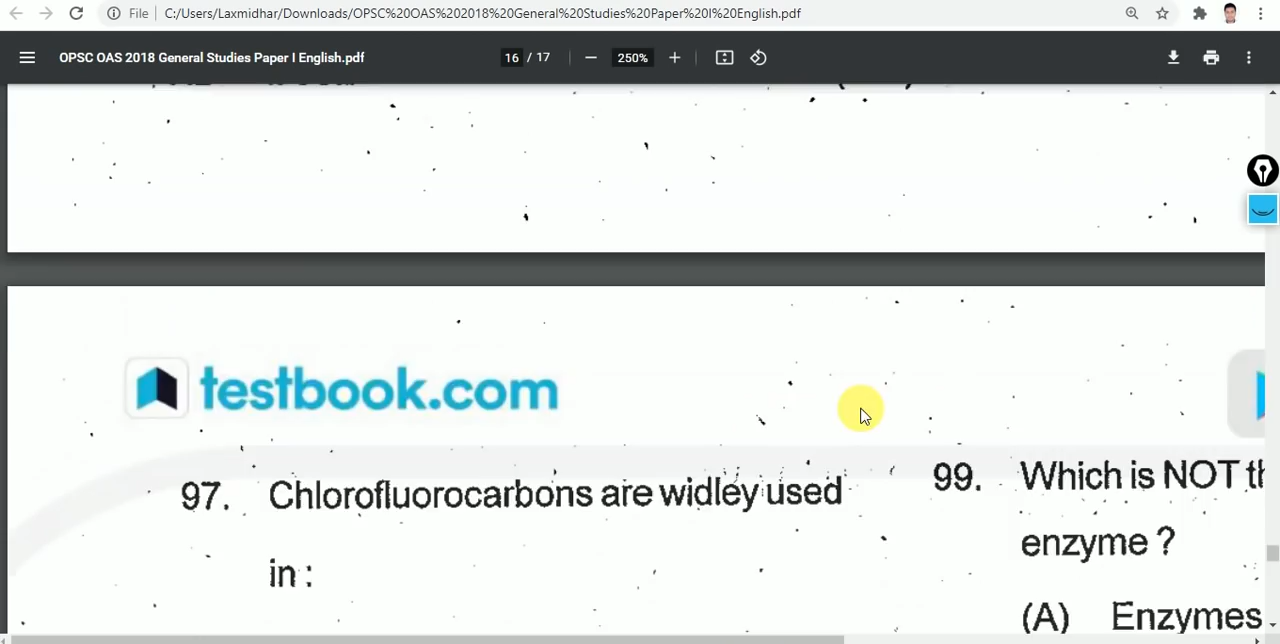 File C:/Users/Laxmidhar/Downloads/OPSC%20OAS%202018%20General%20Studies%20Paper%20I%20English.pdf
OPSC OAS 2018 General Studies Paper I English.pdf
16 / 17
250%
testbook.com
97. Chlorofluorocarbons are widley used
in :
99. Which is NOT
enzyme ?
(A) Enzymes